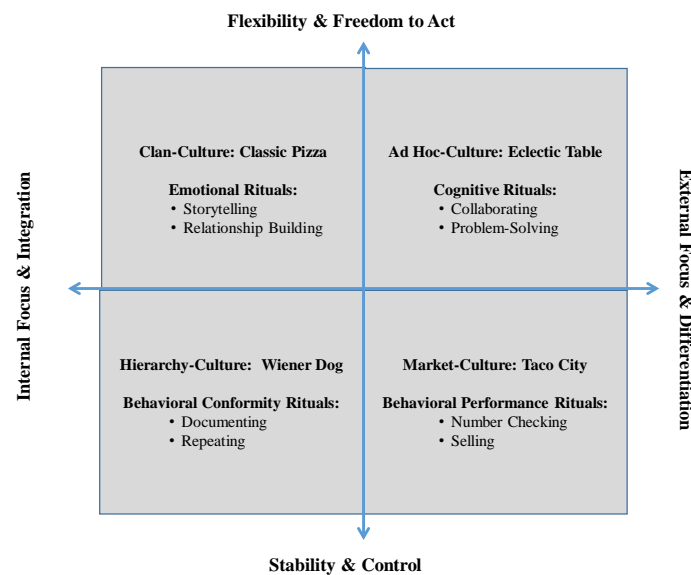 Flexibility & Freedom to Act
Internal Focus & Integration
Clan-Culture: Classic Pizza
Emotional Rituals:
• Storytelling
• Relationship Building
Ad Hoc-Culture: Eclectic Table
Cognitive Rituals:
• Collaborating
• Problem-Solving
External Focus & Differentiation
Hierarchy-Culture: Wiener Dog
Behavioral Conformity Rituals:
• Documenting
• Repeating
Market-Culture: Taco City
Behavioral Performance Rituals:
• Number Checking
• Selling
Stability & Control